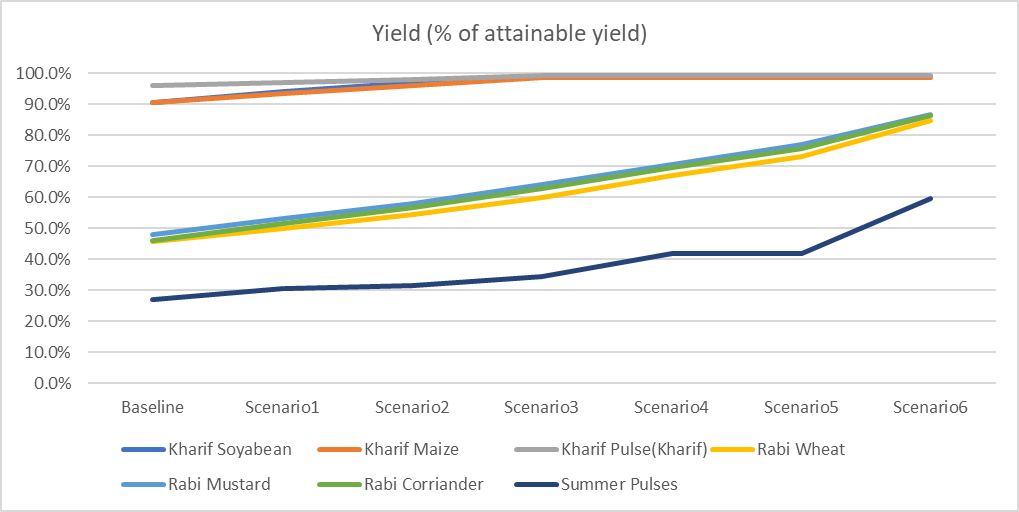 Yield (% of attainable yield)
100.0%
90.0%
80.0%
70.0%
60.0%
50.0%
40.0%
30.0%
20.0%
10.0%
0.0%
Baseline Scenario1 Scenario2 Scenario3 Scenario4 Scenario5 Scenario6
Kharif Soyabean Kharif Maize Kharif Pulse(Kharif) Rabi Wheat
Rabi Mustard Rabi Corriander Summer Pulses